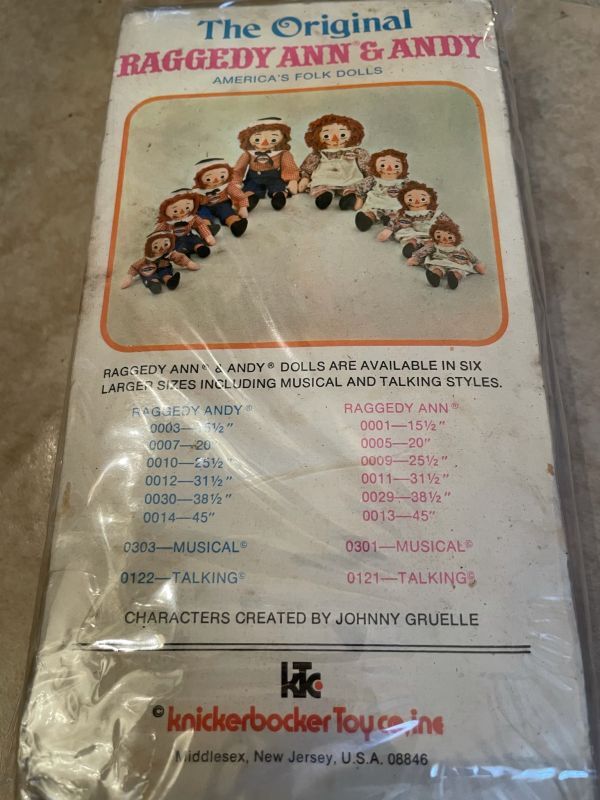 The Original
RAGGEDY ANN® & ANDY®
AMERICA'S FOLK DOLLS
RAGGEDY ANN® & ANDY® DOLLS ARE AVAILABLE IN SIX
LARGER SIZES INCLUDING MUSICAL AND TALKING STYLES.
RAGGEDY ANDY®
0003—15½"
0007—20"
0010—25½"
0012—31½"
0030—38½"
0014—45"
0303—MUSICAL©
0122—TALKING©
RAGGEDY ANN®
0001—15½"
0005—20"
0009—25½"
0011—31½"
0029—38½"
0013—45"
0301—MUSICAL©
0121—TALKING©
CHARACTERS CREATED BY JOHNNY GRUELLE
KTC
© knickerbocker Toy co., inc
Middlesex, New Jersey, U.S.A. 08846